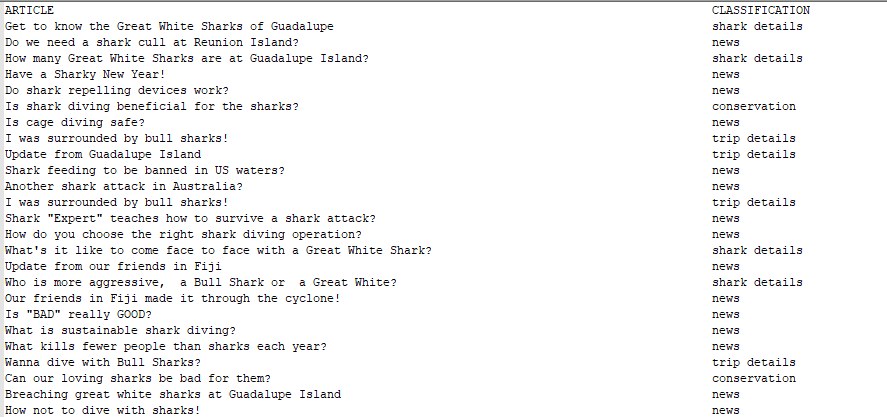 ARTICLE CLASSIFICATION
Get to know the Great White Sharks of Guadalupe shark details
Do we need a shark cull at Reunion Island? news
How many Great White Sharks are at Guadalupe Island? shark details
Have a Sharky New Year! news
Do shark repelling devices work? news
Is shark diving beneficial for the sharks? conservation
Is cage diving safe? news
I was surrounded by bull sharks! trip details
Update from Guadalupe Island trip details
Shark feeding to be banned in US waters? news
Another shark attack in Australia? news
I was surrounded by bull sharks! trip details
Shark "Expert" teaches how to survive a shark attack? news
How do you choose the right shark diving operation? news
What's it like to come face to face with a Great White Shark? shark details
Update from our friends in Fiji news
Who is more aggressive,  a Bull Shark or  a Great White? shark details
Our friends in Fiji made it through the cyclone! news
Is "BAD" really GOOD? news
What is sustainable shark diving? news
What kills fewer people than sharks each year? news
Wanna dive with Bull Sharks? trip details
Can our loving sharks be bad for them? conservation
Breaching great white sharks at Guadalupe Island news
How not to dive with sharks! news